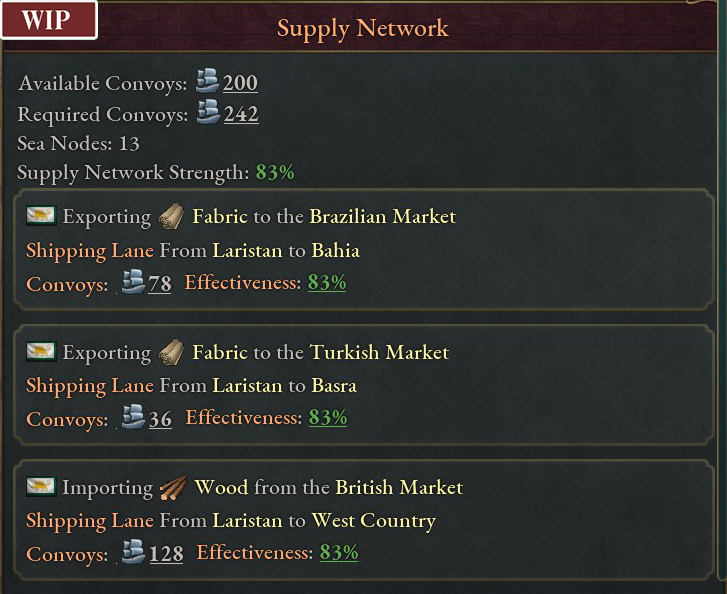 WIP
Supply Network
Available Convoys: 200
Required Convoys: 242
Sea Nodes: 13
Supply Network Strength: 83%
Exporting Fabric to the Brazilian Market
Shipping Lane From Laristan to Bahia
Convoys: 78 Effectiveness: 83%
Exporting Fabric to the Turkish Market
Shipping Lane From Laristan to Basra
Convoys: 36 Effectiveness: 83%
Importing Wood from the British Market
Shipping Lane From Laristan to West Country
Convoys: 128 Effectiveness: 83%